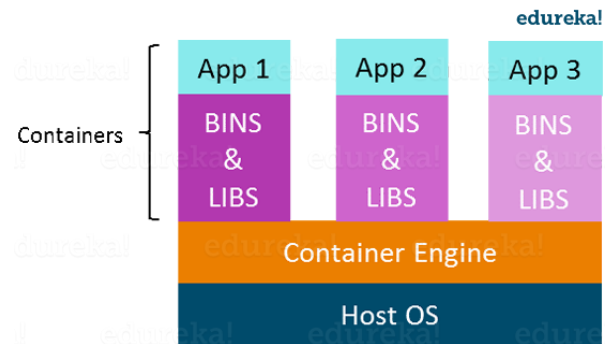 edureka!
App 1
App 2
App 3
Containers
BINS
&
LIBS
BINS
&
LIBS
BINS
&
LIBS
Container Engine
Host OS